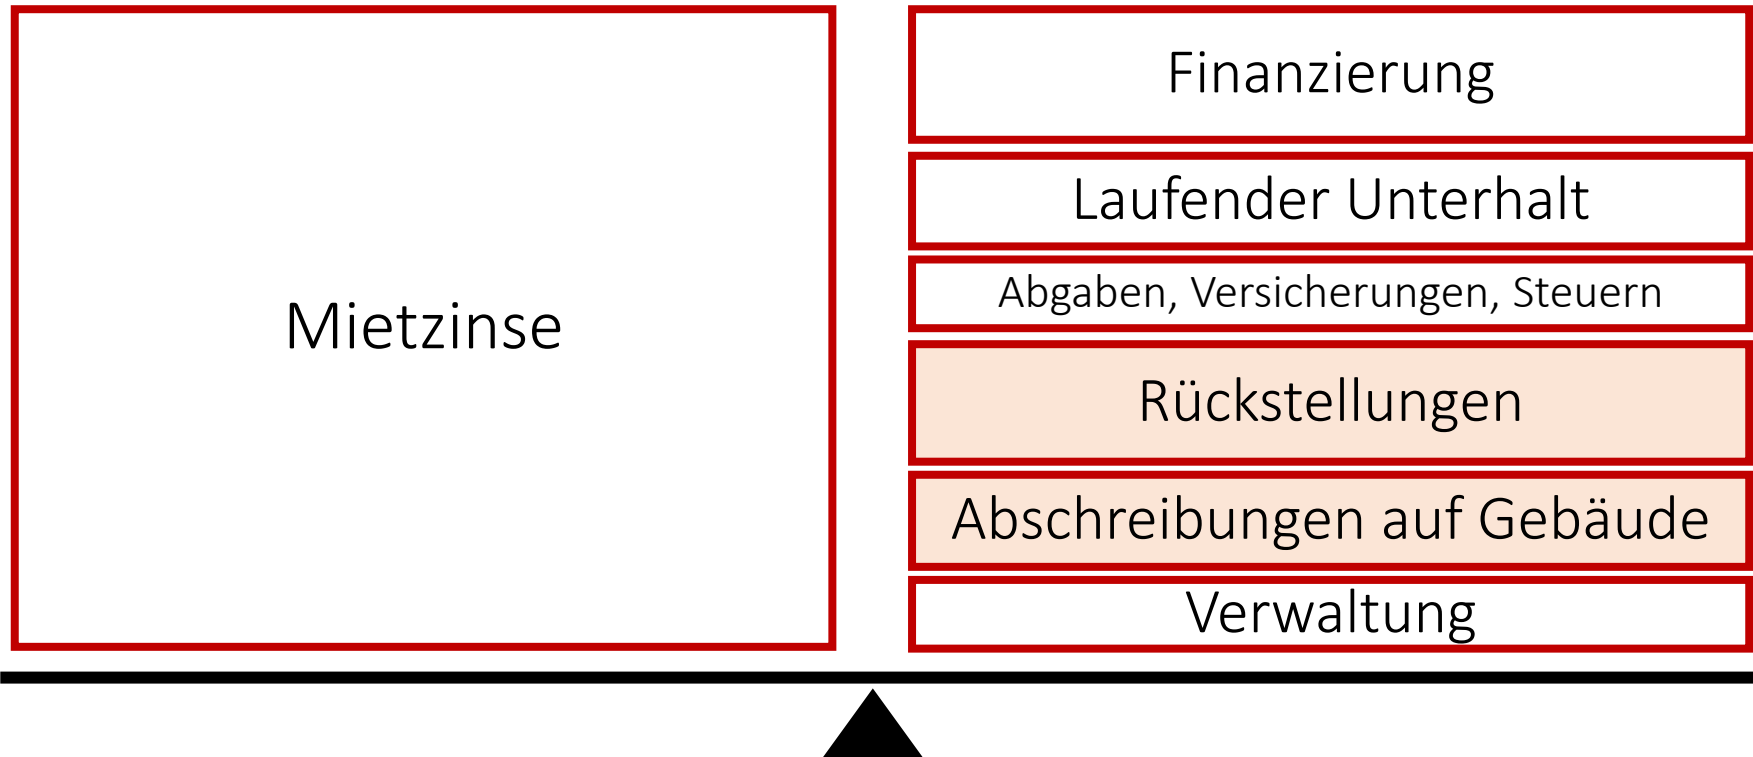 Mietzinse
Finanzierung
Laufender Unterhalt
Abgaben, Versicherungen, Steuern
Rückstellungen
Abschreibungen auf Gebäude
Verwaltung